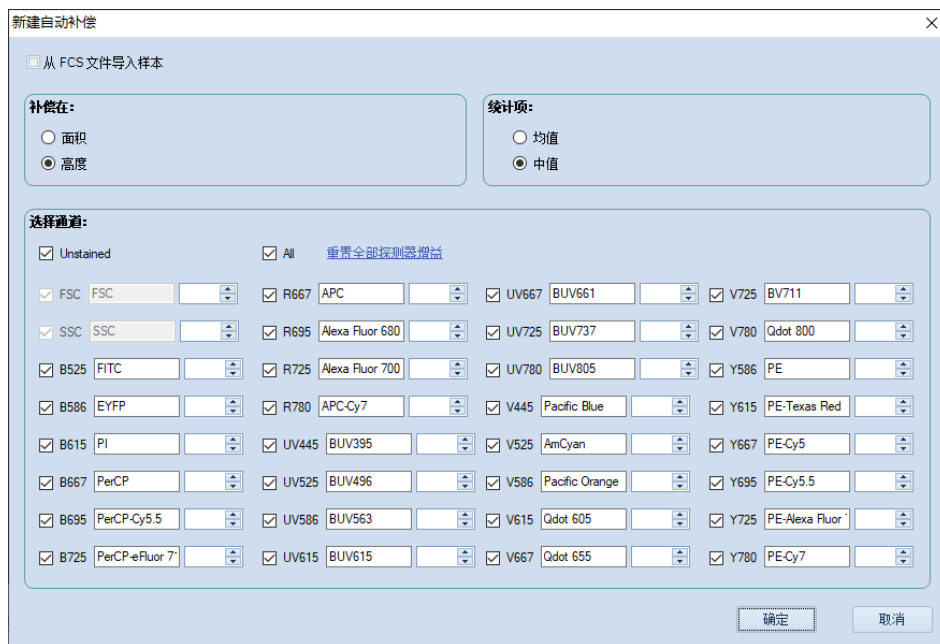 新建自动补偿
从 FCS 文件导入样本
补偿在: 统计项:
面积 均值
高度 中值
选择通道:
Unstained All 重置全部探测器增益
FSC FSC R667 APC UV667 BUV661 V725 BV711
SSC SSC R695 Alexa Fluor 680 UV725 BUV737 V780 Qdot 800
B525 FITC R725 Alexa Fluor 700 UV780 BUV805 Y586 PE
B586 EYFP R780 APC-Cy7 V445 Pacific Blue Y615 PE-Texas Red
B615 PI UV445 BUV395 V525 AmCyan Y667 PE-Cy5
B667 PerCP UV525 BUV496 V586 Pacific Orange Y695 PE-Cy5.5
B695 PerCP-Cy5.5 UV586 BUV563 V615 Qdot 605 Y725 PE-Alexa Fluor
B725 PerCP-eFluor 7 UV615 BUV615 V667 Qdot 655 Y780 PE-Cy7
确定 取消